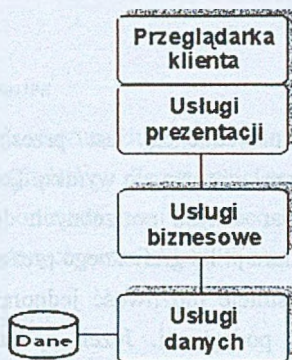 Przeglądarka
klienta
Usługi
prezentacji
Usługi
biznesowe
Usługi
danych
Dane